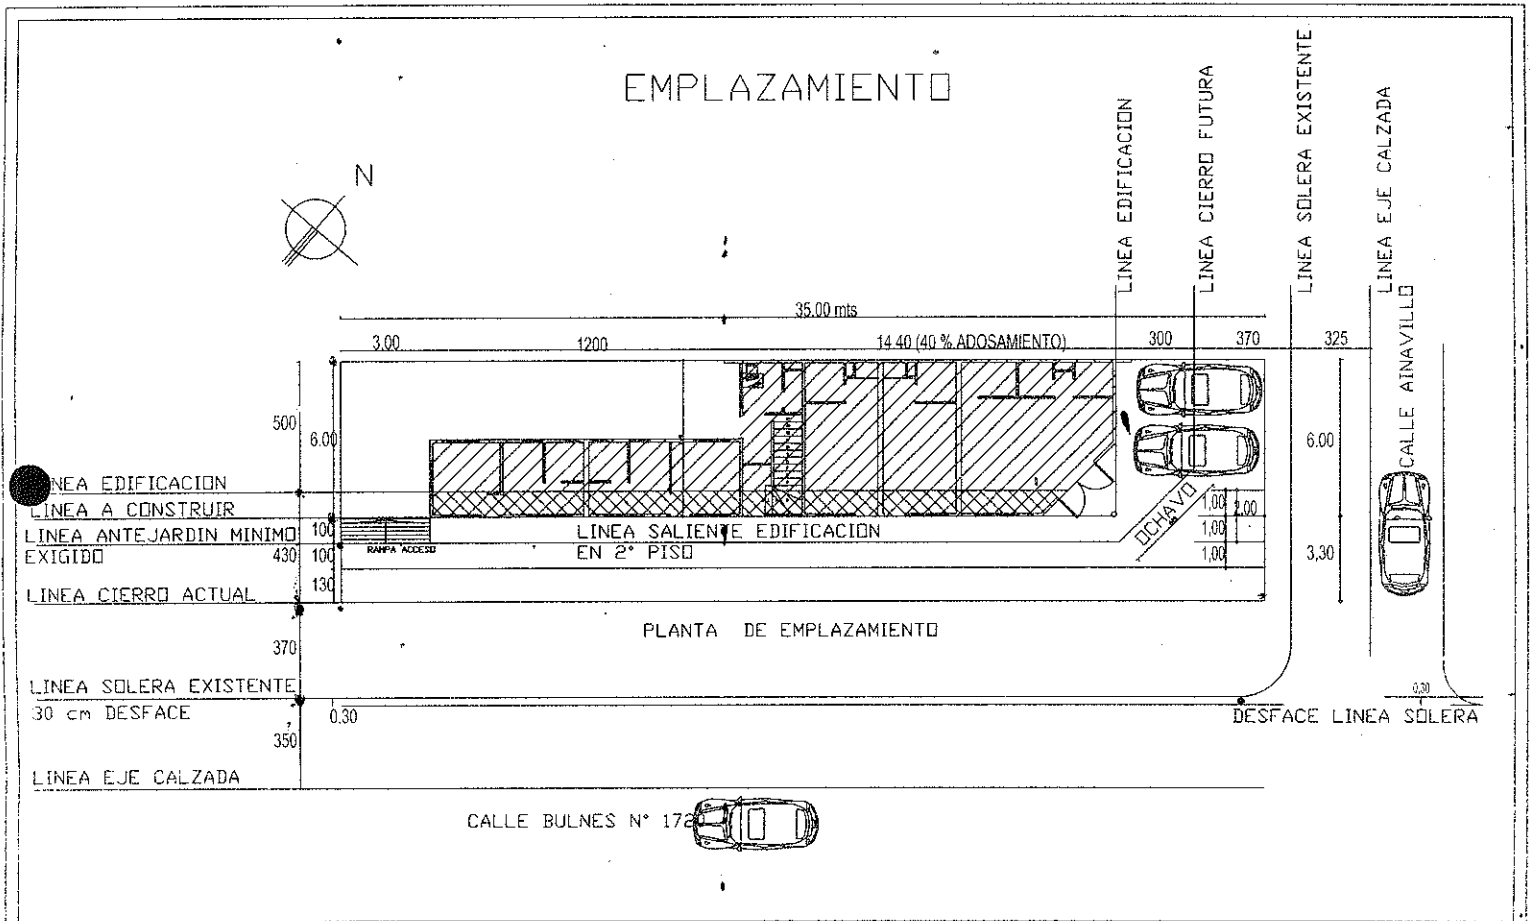 EMPLAZAMIENTO
N
LINEA EDIFICACION
LINEA CIERRO FUTURA
LINEA SOLERA EXISTENTE
LINEA EJE CALZADA
CALLE AINAVILLO
35.00 mts
3.00
1200
14.40 (40 % ADOSAMIENTO)
300
370
325
500
6.00
6.00
NEA EDIFICACION
LINEA A CONSTRUIR
LINEA ANTEJARDIN MINIMO
EXIGIDO
100
430
100
130
RAMPA ACCESO
LINEA SALIENTE EDIFICACION
EN 2° PISO
OCHAVO
1,00
1,00
1,00
3,30
LINEA CIERRO ACTUAL
PLANTA DE EMPLAZAMIENTO
370
LINEA SOLERA EXISTENTE
30 cm DESFACE
0.30
0,30
DESFACE LINEA SOLERA
350
LINEA EJE CALZADA
CALLE BULNES N° 172